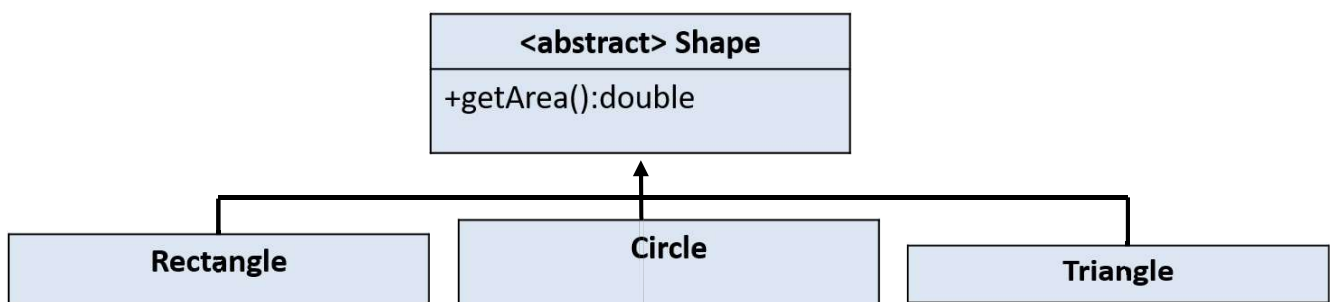 <abstract> Shape
+getArea():double
Rectangle
Circle
Triangle